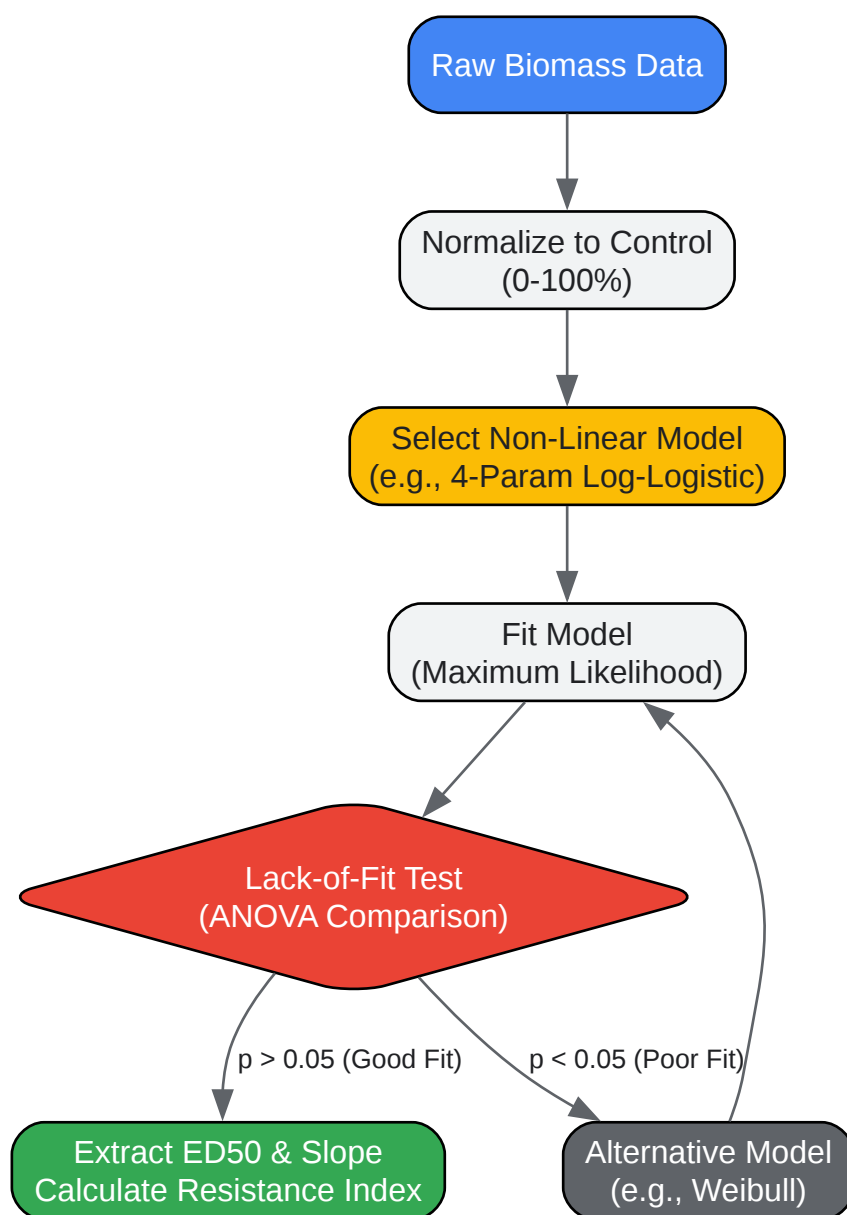 Raw Biomass Data
Normalize to Control
(0-100%)
Select Non-Linear Model
(e.g., 4-Param Log-Logistic)
Fit Model
(Maximum Likelihood)
Lack-of-Fit Test
(ANOVA Comparison)
p > 0.05 (Good Fit)
p < 0.05 (Poor Fit)
Extract ED50 & Slope
Calculate Resistance Index
Alternative Model
(e.g., Weibull)